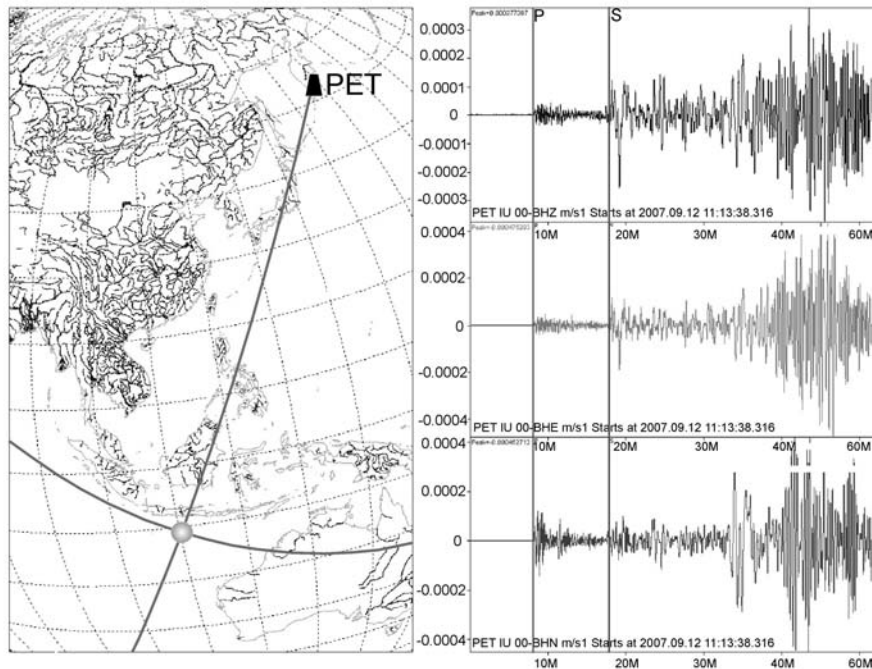 PET
0.0003
0.0002
0.0001
0
-0.0001
-0.0002
-0.0003
P
S
PET IU 00-BHZ m/s1 Starts at 2007.09.12 11:13:38.316
10M 20M 30M 40M 50M 60M
0.0004
0.0002
0
-0.0002
-0.0004
PET IU 00-BHE m/s1 Starts at 2007.09.12 11:13:38.316
10M 20M 30M 40M 50M 60M
0.0004
0.0002
0
-0.0002
-0.0004
PET IU 00-BHN m/s1 Starts at 2007.09.12 11:13:38.316
10M 20M 30M 40M 50M 60M